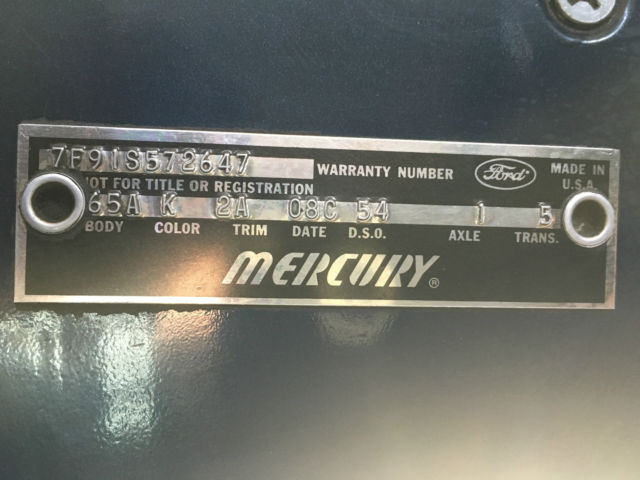 7F91S572647 WARRANTY NUMBER Ford MADE IN U.S.A.
NOT FOR TITLE OR REGISTRATION
65A K 2A 08C 54 1 5
BODY COLOR TRIM DATE D.S.O. AXLE TRANS.
MERCURY®